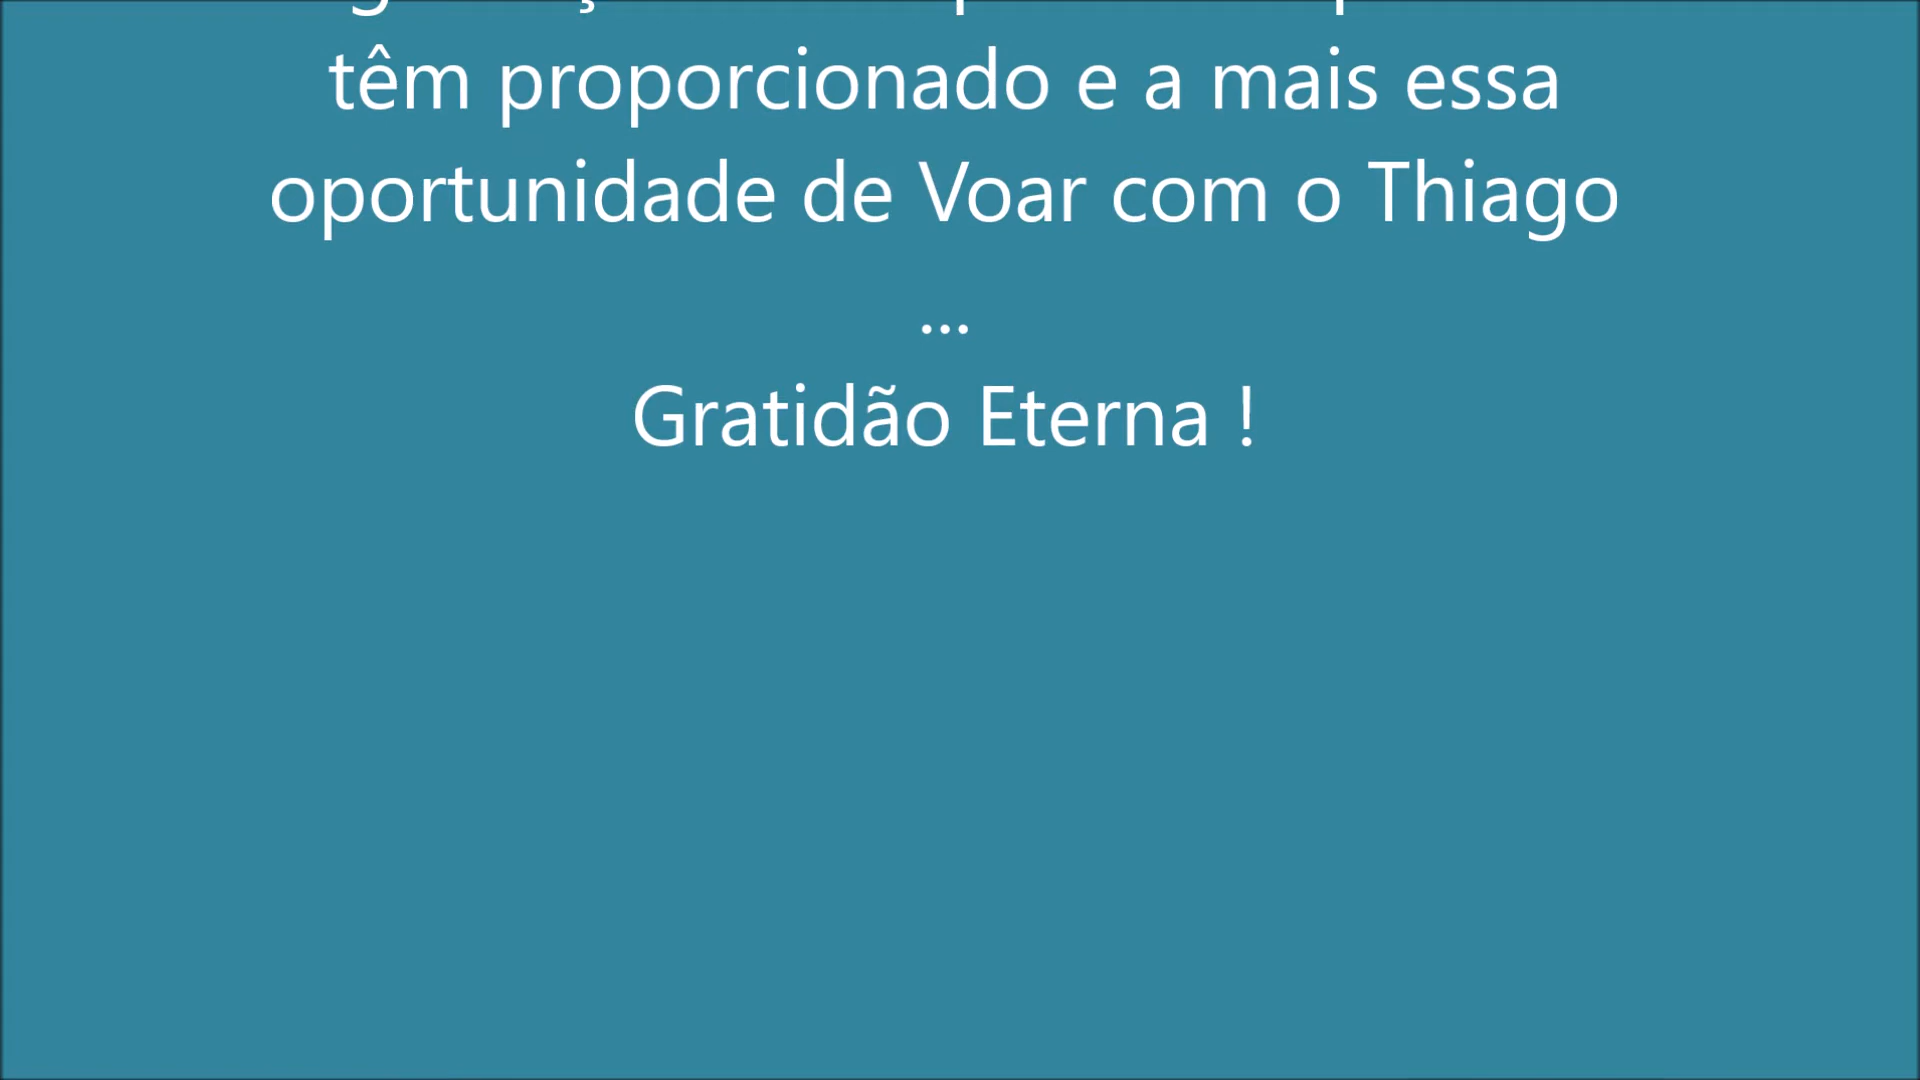 têm proporcionado e a mais essa
oportunidade de Voar com o Thiago
...
Gratidão Eterna !